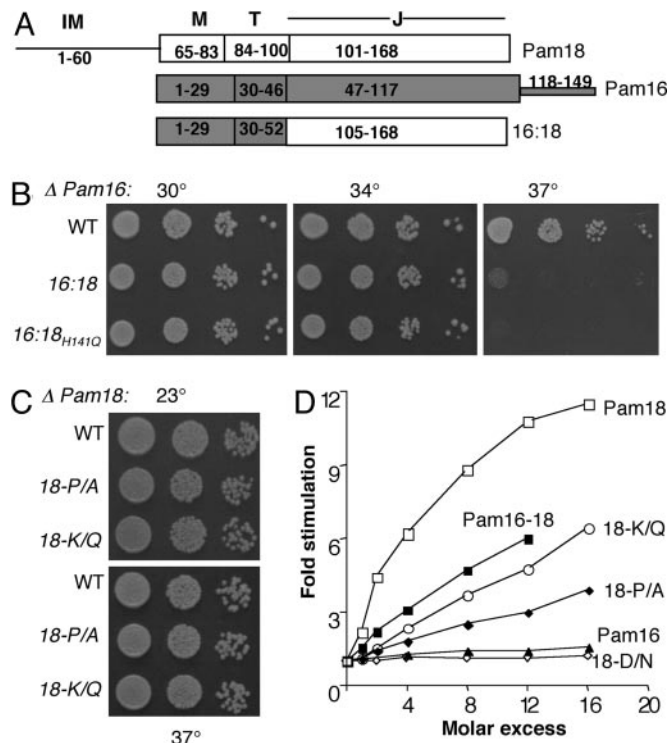 A
IM M T J
1-60 65-83 84-100 101-168 Pam18
1-29 30-46 47-117 118-149 Pam16
1-29 30-52 105-168 16:18
B Δ Pam16: 30° 34° 37°
WT
16:18
16:18H141Q
C Δ Pam18: 23°
WT
18-P/A
18-K/Q
WT
18-P/A
18-K/Q
37°
D
Fold stimulation
12
9
6
3
0
4 8 12 16 20
Molar excess
Pam18
Pam16-18
18-K/Q
18-P/A
Pam16
18-D/N